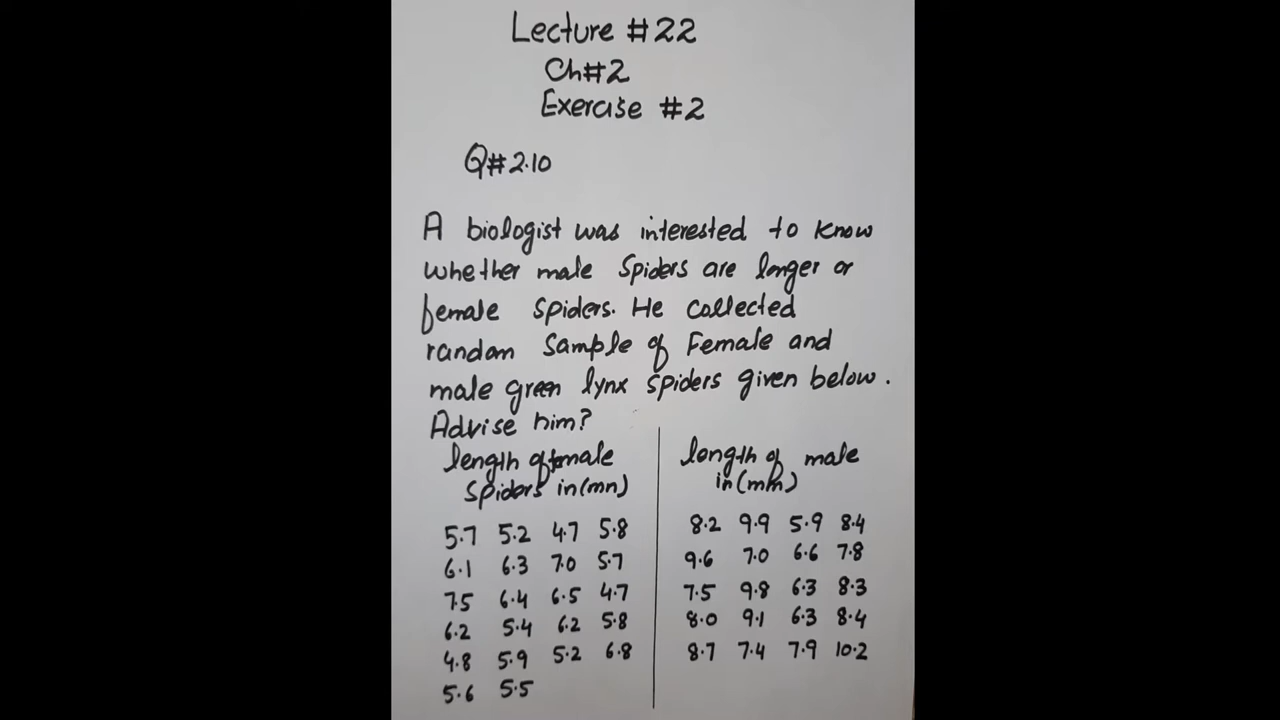 Lecture #22
Ch#2
Exercise #2
Q#2.10
A biologist was interested to know
whether male Spiders are longer or
female spiders. He collected
random Sample of Female and
male green lynx spiders given below.
Advise him?
length of female
spiders in(mn)
5.7 5.2 4.7 5.8
6.1 6.3 7.0 5.7
7.5 6.4 6.5 4.7
6.2 5.4 6.2 5.8
4.8 5.9 5.2 6.8
5.6 5.5
length of male
in(mm)
8.2 9.9 5.9 8.4
9.6 7.0 6.6 7.8
7.5 9.8 6.3 8.3
8.0 9.1 6.3 8.4
8.7 7.4 7.9 10.2